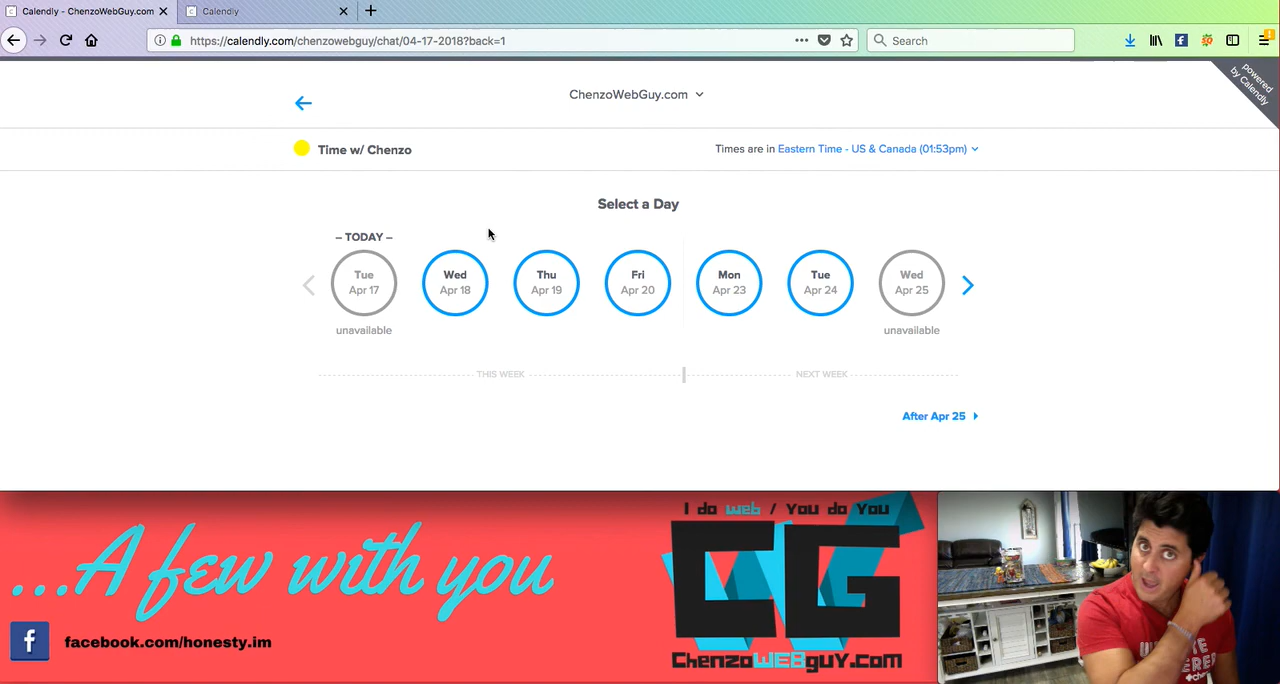 Calendly - ChenzoWebGuy.com
Calendly
https://calendly.com/chenzowebguy/chat/04-17-2018?back=1
Search
powered
by Calendly
ChenzoWebGuy.com
Time w/ Chenzo
Times are in Eastern Time - US & Canada (01:53pm)
Select a Day
– TODAY –
Tue
Apr 17
unavailable
Wed
Apr 18
Thu
Apr 19
Fri
Apr 20
Mon
Apr 23
Tue
Apr 24
Wed
Apr 25
unavailable
THIS WEEK
NEXT WEEK
After Apr 25
...A few with you
facebook.com/honesty.im
I do web / You do You
CG
ChenzoWEBguY.com